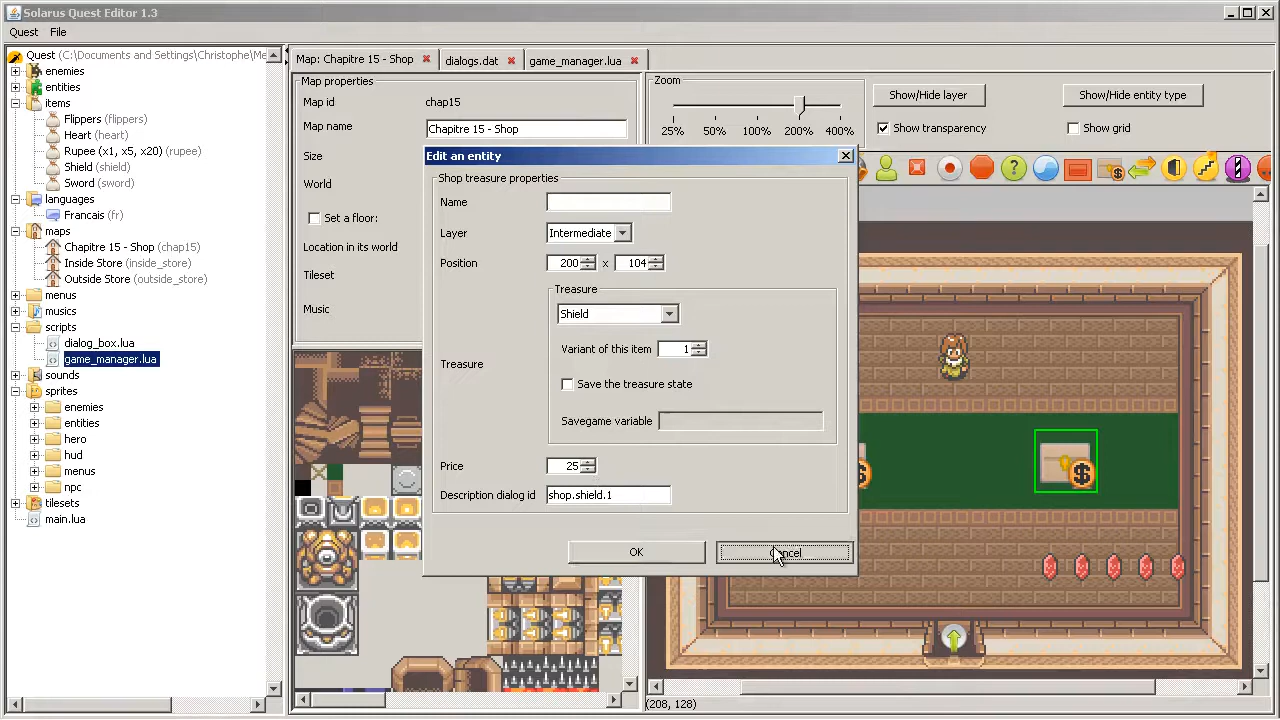 Solarus Quest Editor 1.3
Quest File
Quest (C:\Documents and Settings\Christophe\Me
enemies
entities
items
Flippers (flippers)
Heart (heart)
Rupee (x1, x5, x20) (rupee)
Shield (shield)
Sword (sword)
languages
Francais (fr)
maps
Chapitre 15 - Shop (chap15)
Inside Store (inside_store)
Outside Store (outside_store)
menus
musics
scripts
dialog_box.lua
game_manager.lua
sounds
sprites
enemies
entities
hero
hud
menus
npc
tilesets
main.lua
Map: Chapitre 15 - Shop dialogs.dat game_manager.lua
Map properties
Map id chap15
Map name Chapitre 15 - Shop
Size
World
Set a floor:
Location in its world
Tileset
Music
Zoom
25% 50% 100% 200% 400%
Show/Hide layer Show/Hide entity type
Show transparency Show grid
Edit an entity
Shop treasure properties
Name
Layer Intermediate
Position 200 x 104
Treasure
Treasure
Shield
Variant of this item 1
Save the treasure state
Savegame variable
Price 25
Description dialog id shop.shield.1
OK
(208, 128)